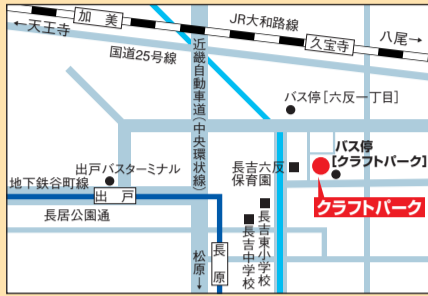 加美
JR大和路線
←天王寺
久宝寺
八尾→
国道25号線
近畿自動車道(中央環状線)
バス停[六反一丁目]
バス停
[クラフトパーク]
出戸バスターミナル
長吉六反
保育園
地下鉄谷町線
出戸
クラフトパーク
長居公園通
長吉東小学校
長吉中学校
長原
松原→